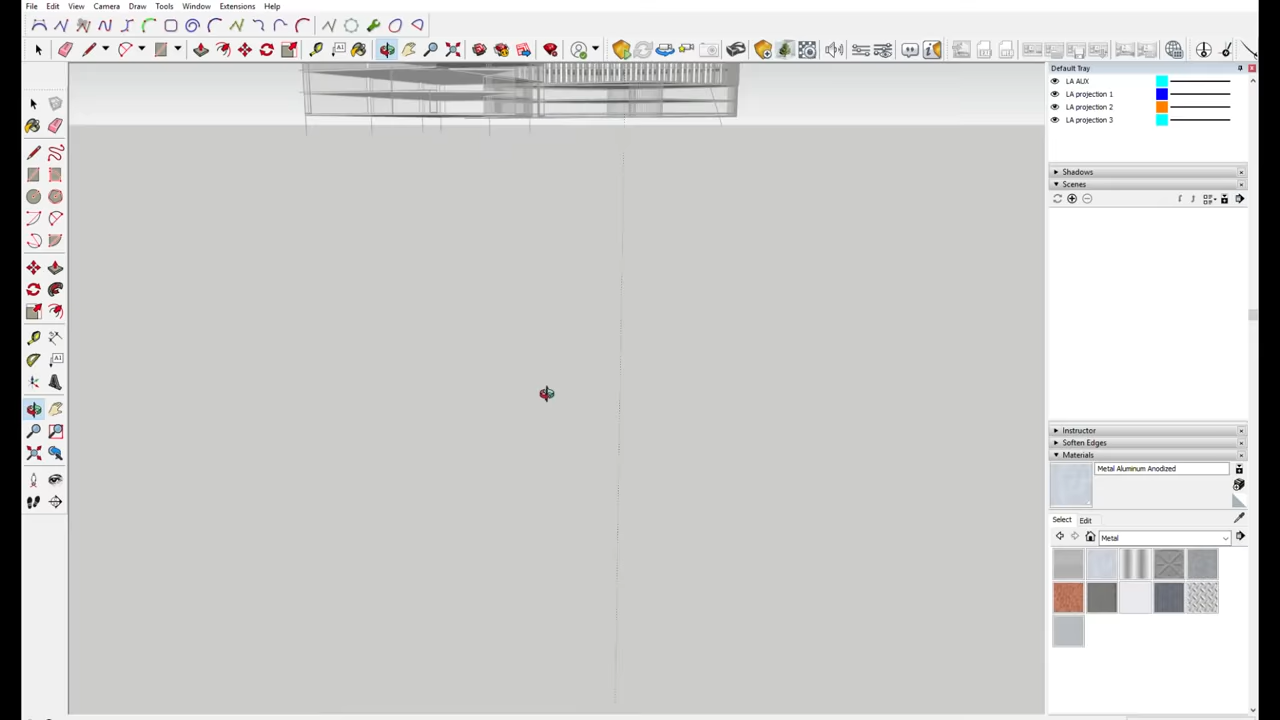 File Edit View Camera Draw Tools Window Extensions Help
Default Tray
LA AUX
LA projection 1
LA projection 2
LA projection 3
Shadows
Scenes
Instructor
Soften Edges
Materials
Metal Aluminum Anodized
Select Edit
Metal